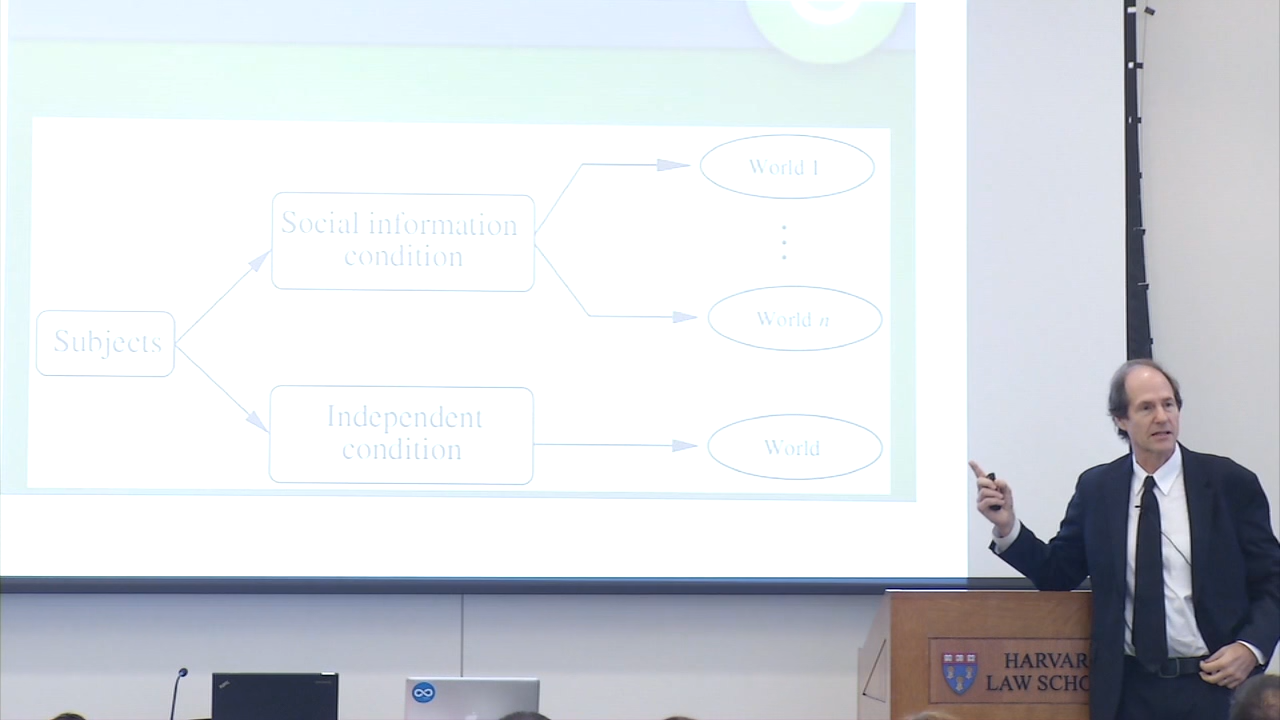 World 1
Social information
condition
World n
Subjects
Independent
condition
World
HARVAR
LAW SCHO